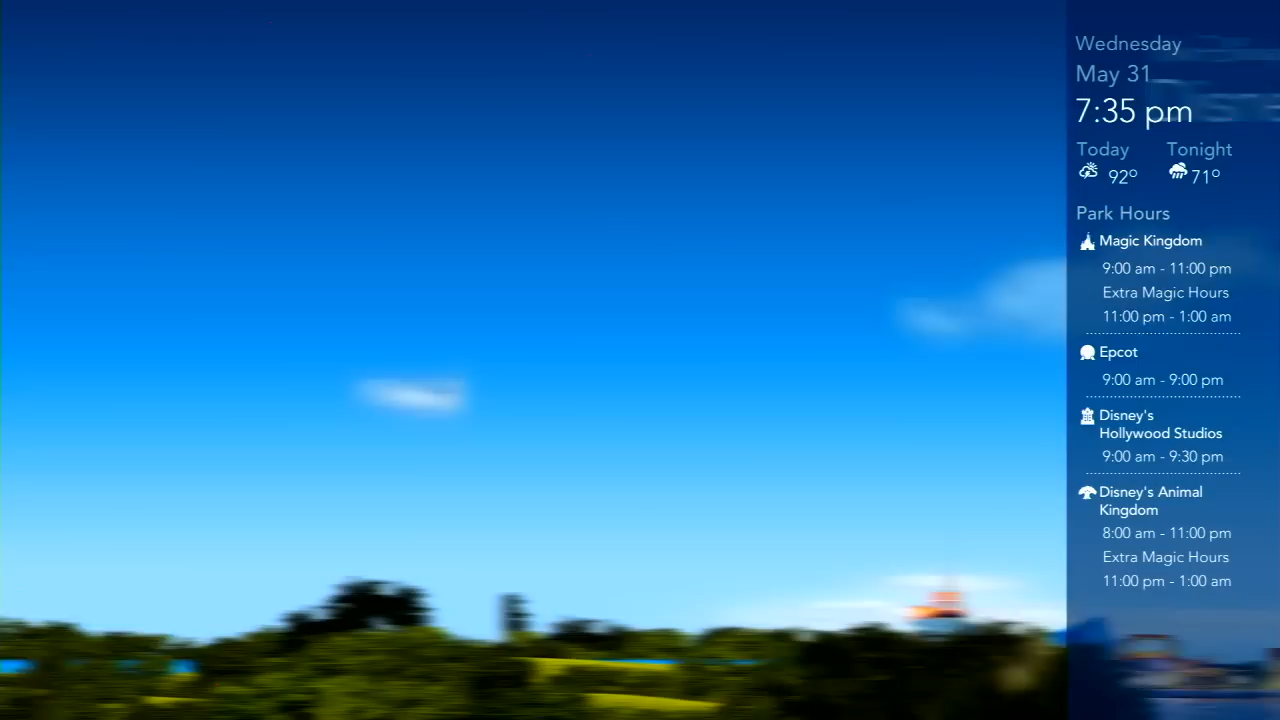 Wednesday
May 31
7:35 pm
Today Tonight
92° 71°
Park Hours
Magic Kingdom
9:00 am - 11:00 pm
Extra Magic Hours
11:00 pm - 1:00 am
Epcot
9:00 am - 9:00 pm
Disney's
Hollywood Studios
9:00 am - 9:30 pm
Disney's Animal
Kingdom
8:00 am - 11:00 pm
Extra Magic Hours
11:00 pm - 1:00 am